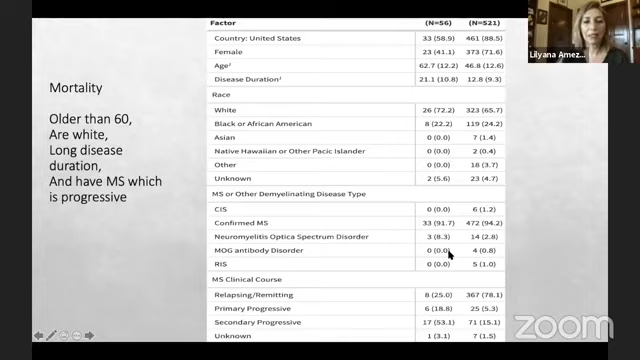 Factor (N=56) (N=521)
Country: United States 33 (58.9) 461 (88.5)
Female 23 (41.1) 373 (71.6)
Age¹ 62.7 (12.2) 46.8 (12.6)
Disease Duration¹ 21.1 (10.8) 12.8 (9.3)
Race
White 26 (72.2) 323 (65.7)
Black or African American 8 (22.2) 119 (24.2)
Asian 0 (0.0) 7 (1.4)
Native Hawaiian or Other Pacic Islander 0 (0.0) 2 (0.4)
Other 0 (0.0) 18 (3.7)
Unknown 2 (5.6) 23 (4.7)
MS or Other Demyelinating Disease Type
CIS 0 (0.0) 6 (1.2)
Confirmed MS 33 (91.7) 472 (94.2)
Neuromyelitis Optica Spectrum Disorder 3 (8.3) 14 (2.8)
MOG antibody Disorder 0 (0.0) 4 (0.8)
RIS 0 (0.0) 5 (1.0)
MS Clinical Course
Relapsing/Remitting 8 (25.0) 367 (78.1)
Primary Progressive 6 (18.8) 25 (5.3)
Secondary Progressive 17 (53.1) 71 (15.1)
Unknown 1 (3.1) 7 (1.5)
Mortality
Older than 60,
Are white,
Long disease
duration,
And have MS which
is progressive
Lilyana Amez...
zoom